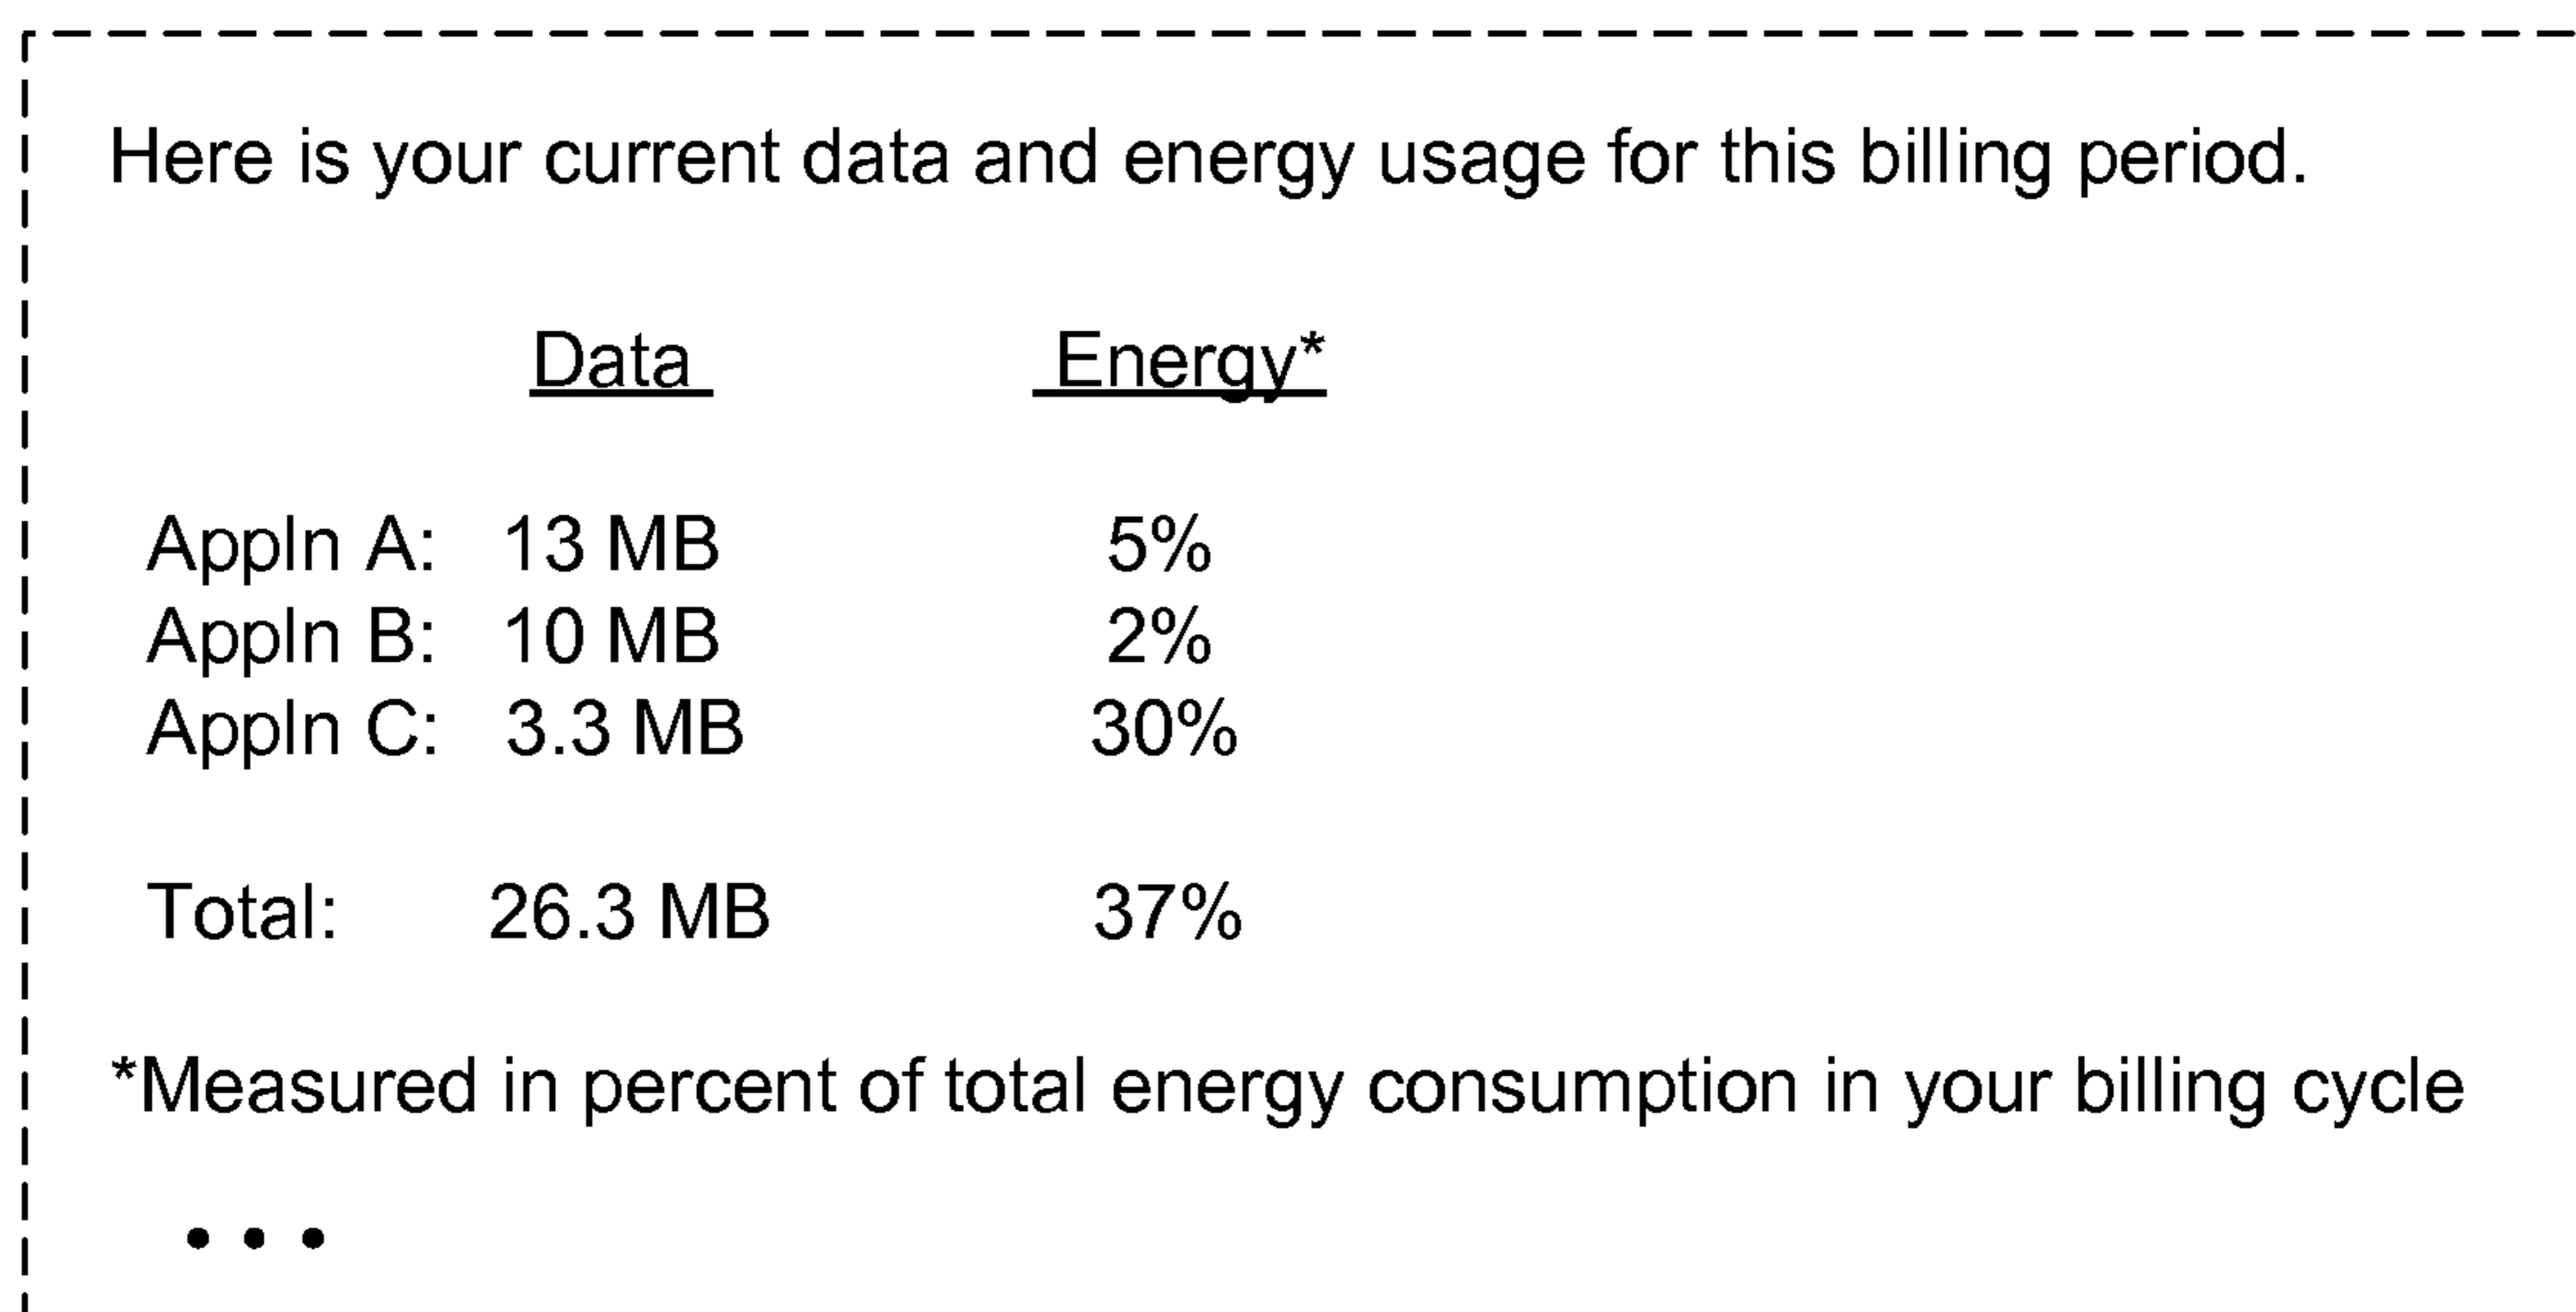 Here is your current data and energy usage for this billing period.
Data Energy*
Appln A: 13 MB 5%
Appln B: 10 MB 2%
Appln C: 3.3 MB 30%
Total: 26.3 MB 37%
*Measured in percent of total energy consumption in your billing cycle
• • •